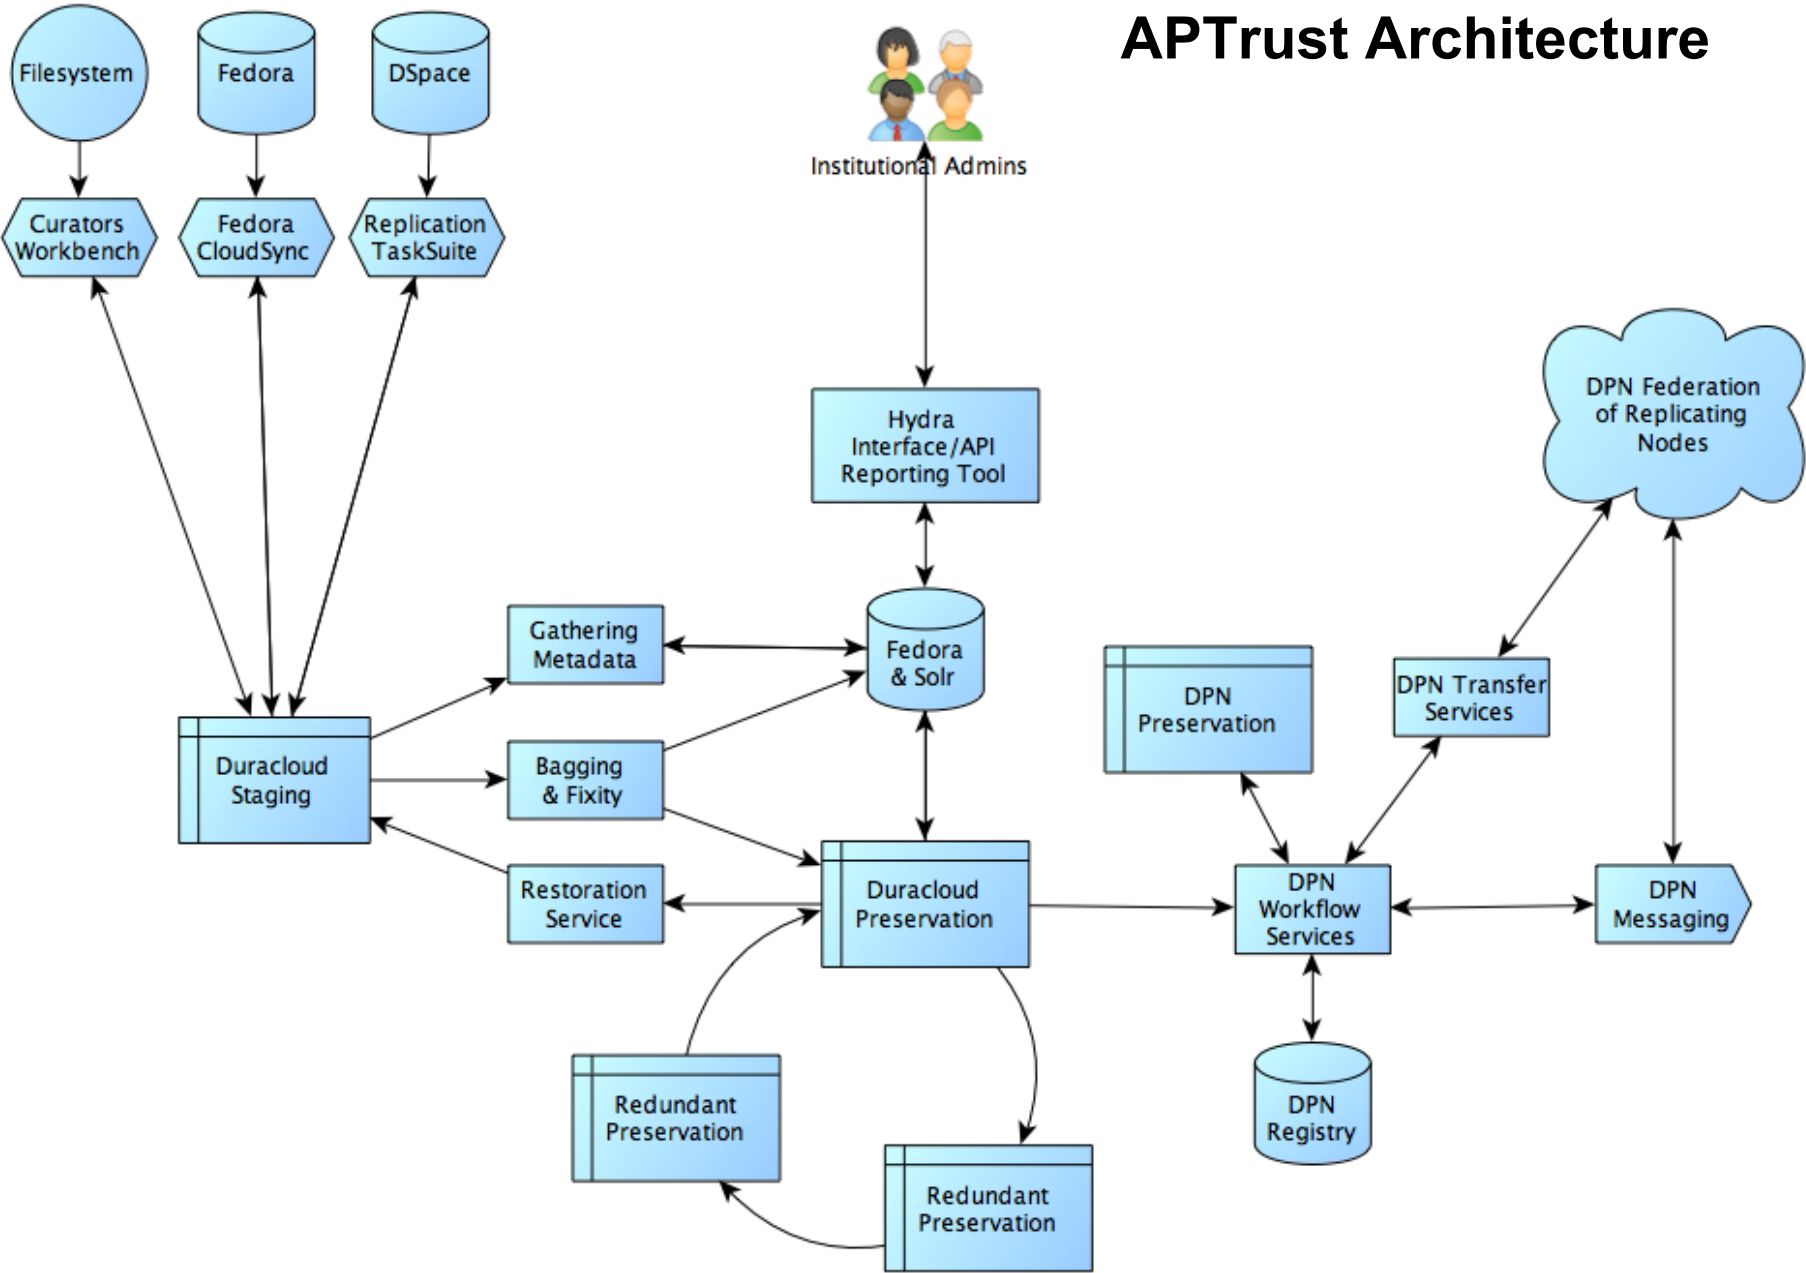 APTrust Architecture
Filesystem
Fedora
DSpace
Institutional Admins
Curators
Workbench
Fedora
CloudSync
Replication
TaskSuite
DPN Federation
of Replicating
Nodes
Hydra
Interface/API
Reporting Tool
Gathering
Metadata
Fedora
& Solr
DPN
Preservation
DPN Transfer
Services
Duracloud
Staging
Bagging
& Fixity
Restoration
Service
Duracloud
Preservation
DPN
Workflow
Services
DPN
Messaging
Redundant
Preservation
DPN
Registry
Redundant
Preservation